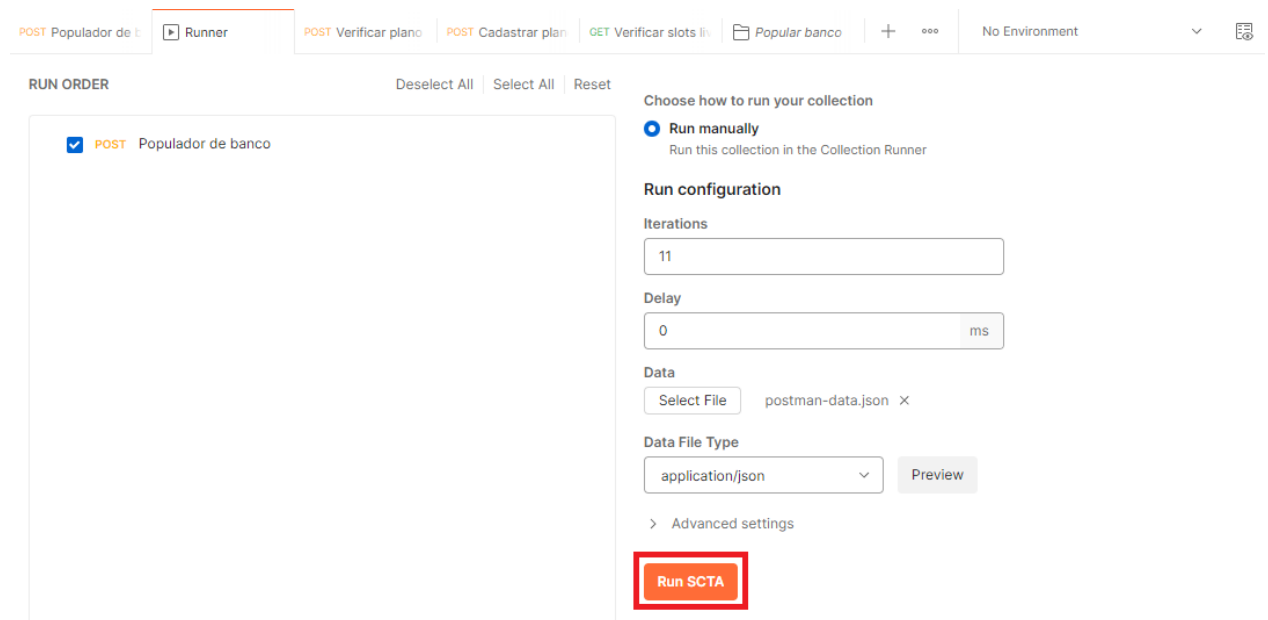 POST Populador de b Runner POST Verificar plano POST Cadastrar plan GET Verificar slots liv Popular banco No Environment
RUN ORDER Deselect All Select All Reset
POST Populador de banco
Choose how to run your collection
Run manually
Run this collection in the Collection Runner
Run configuration
Iterations
11
Delay
0 ms
Data
Select File postman-data.json
Data File Type
application/json Preview
Advanced settings
Run SCTA